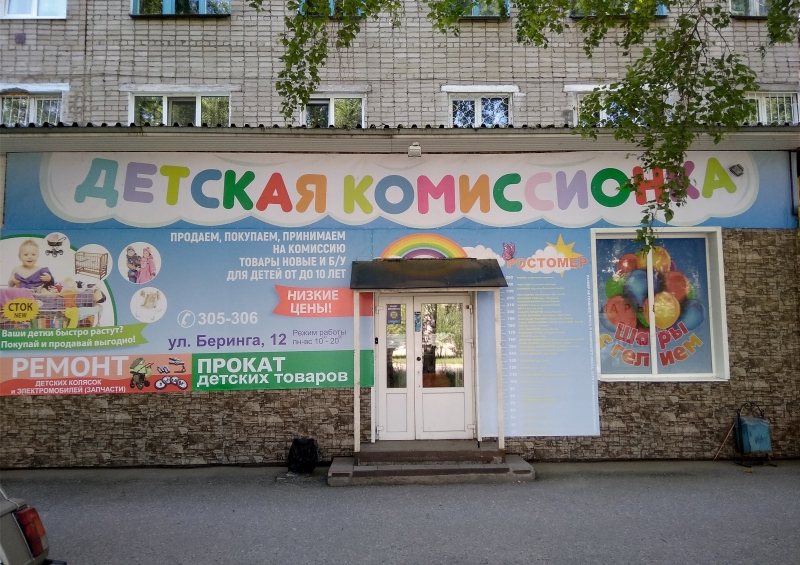 ДЕТСКАЯ КОМИССИОНКА
ПРОДАЕМ, ПОКУПАЕМ, ПРИНИМАЕМ
НА КОМИССИЮ
ТОВАРЫ НОВЫЕ И Б/У
ДЛЯ ДЕТЕЙ ОТ ДО 10 ЛЕТ
НИЗКИЕ
ЦЕНЫ!
СТОК
NEW
305-306
Ваши детки быстро растут?
Покупай и продавай выгодно!
ул. Беринга, 12
Режим работы
пн-вс 10 - 20
РЕМОНТ
ДЕТСКИХ КОЛЯСОК
И ЭЛЕКТРОМОБИЛЕЙ (ЗАПЧАСТИ)
ПРОКАТ
детских товаров
РОСТОМЕР
Шары
с гелием